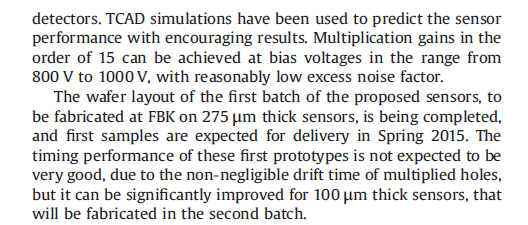 detectors. TCAD simulations have been used to predict the sensor
performance with encouraging results. Multiplication gains in the
order of 15 can be achieved at bias voltages in the range from
800 V to 1000 V, with reasonably low excess noise factor.
The wafer layout of the first batch of the proposed sensors, to
be fabricated at FBK on 275 μm thick sensors, is being completed,
and first samples are expected for delivery in Spring 2015. The
timing performance of these first prototypes is not expected to be
very good, due to the non-negligible drift time of multiplied holes,
but it can be significantly improved for 100 μm thick sensors, that
will be fabricated in the second batch.